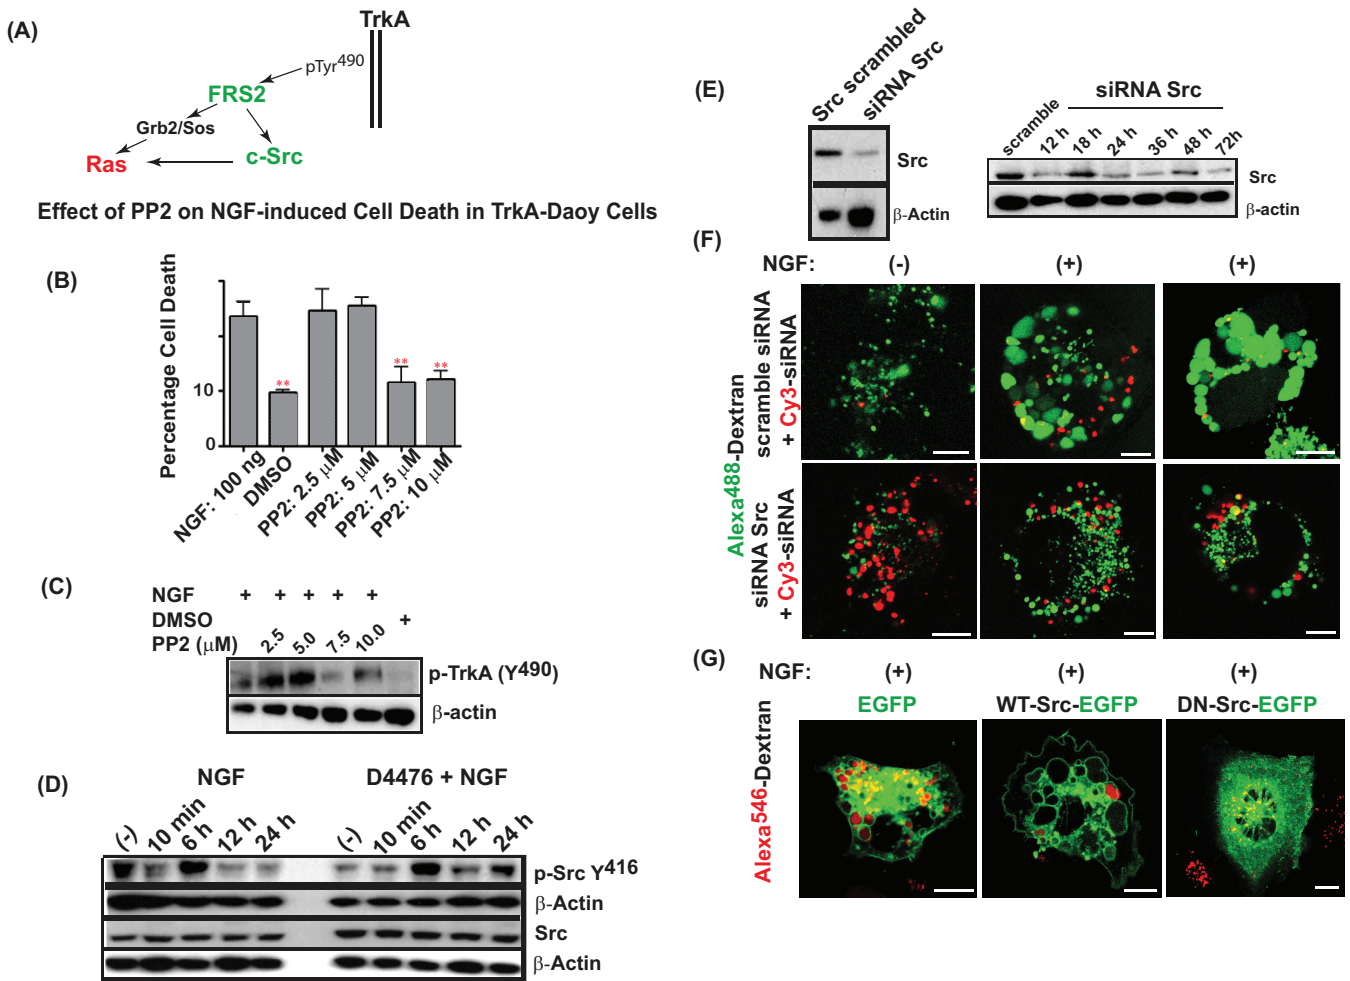 (A)
TrkA
pTyr490
FRS2
Grb2/Sos
Ras
c-Src
Effect of PP2 on NGF-induced Cell Death in TrkA-Daoy Cells
(B)
Percentage Cell Death
10
0
**
**
**
NGF: 100 ng
DMSO
PP2: 2.5 μM
PP2: 5 μM
PP2: 7.5 μM
PP2: 10 μM
(C)
NGF + + + + +
DMSO +
PP2 (μM) 2.5 5.0 7.5 10.0
p-TrkA (Y490)
β-actin
(D)
NGF D4476 + NGF
(-) 10 min 6 h 12 h 24 h (-) 10 min 6 h 12 h 24 h
p-Src Y416
β-Actin
Src
β-Actin
(E)
Src scrambled
siRNA Src
Src
β-Actin
siRNA Src
scramble 12 h 18 h 24 h 36 h 48 h 72h
Src
β-actin
(F)
NGF: (-) (+) (+)
Alexa488-Dextran
scramble siRNA
+ Cy3-siRNA
siRNA Src
+ Cy3-siRNA
(G)
NGF: (+) (+) (+)
EGFP WT-Src-EGFP DN-Src-EGFP
Alexa546-Dextran